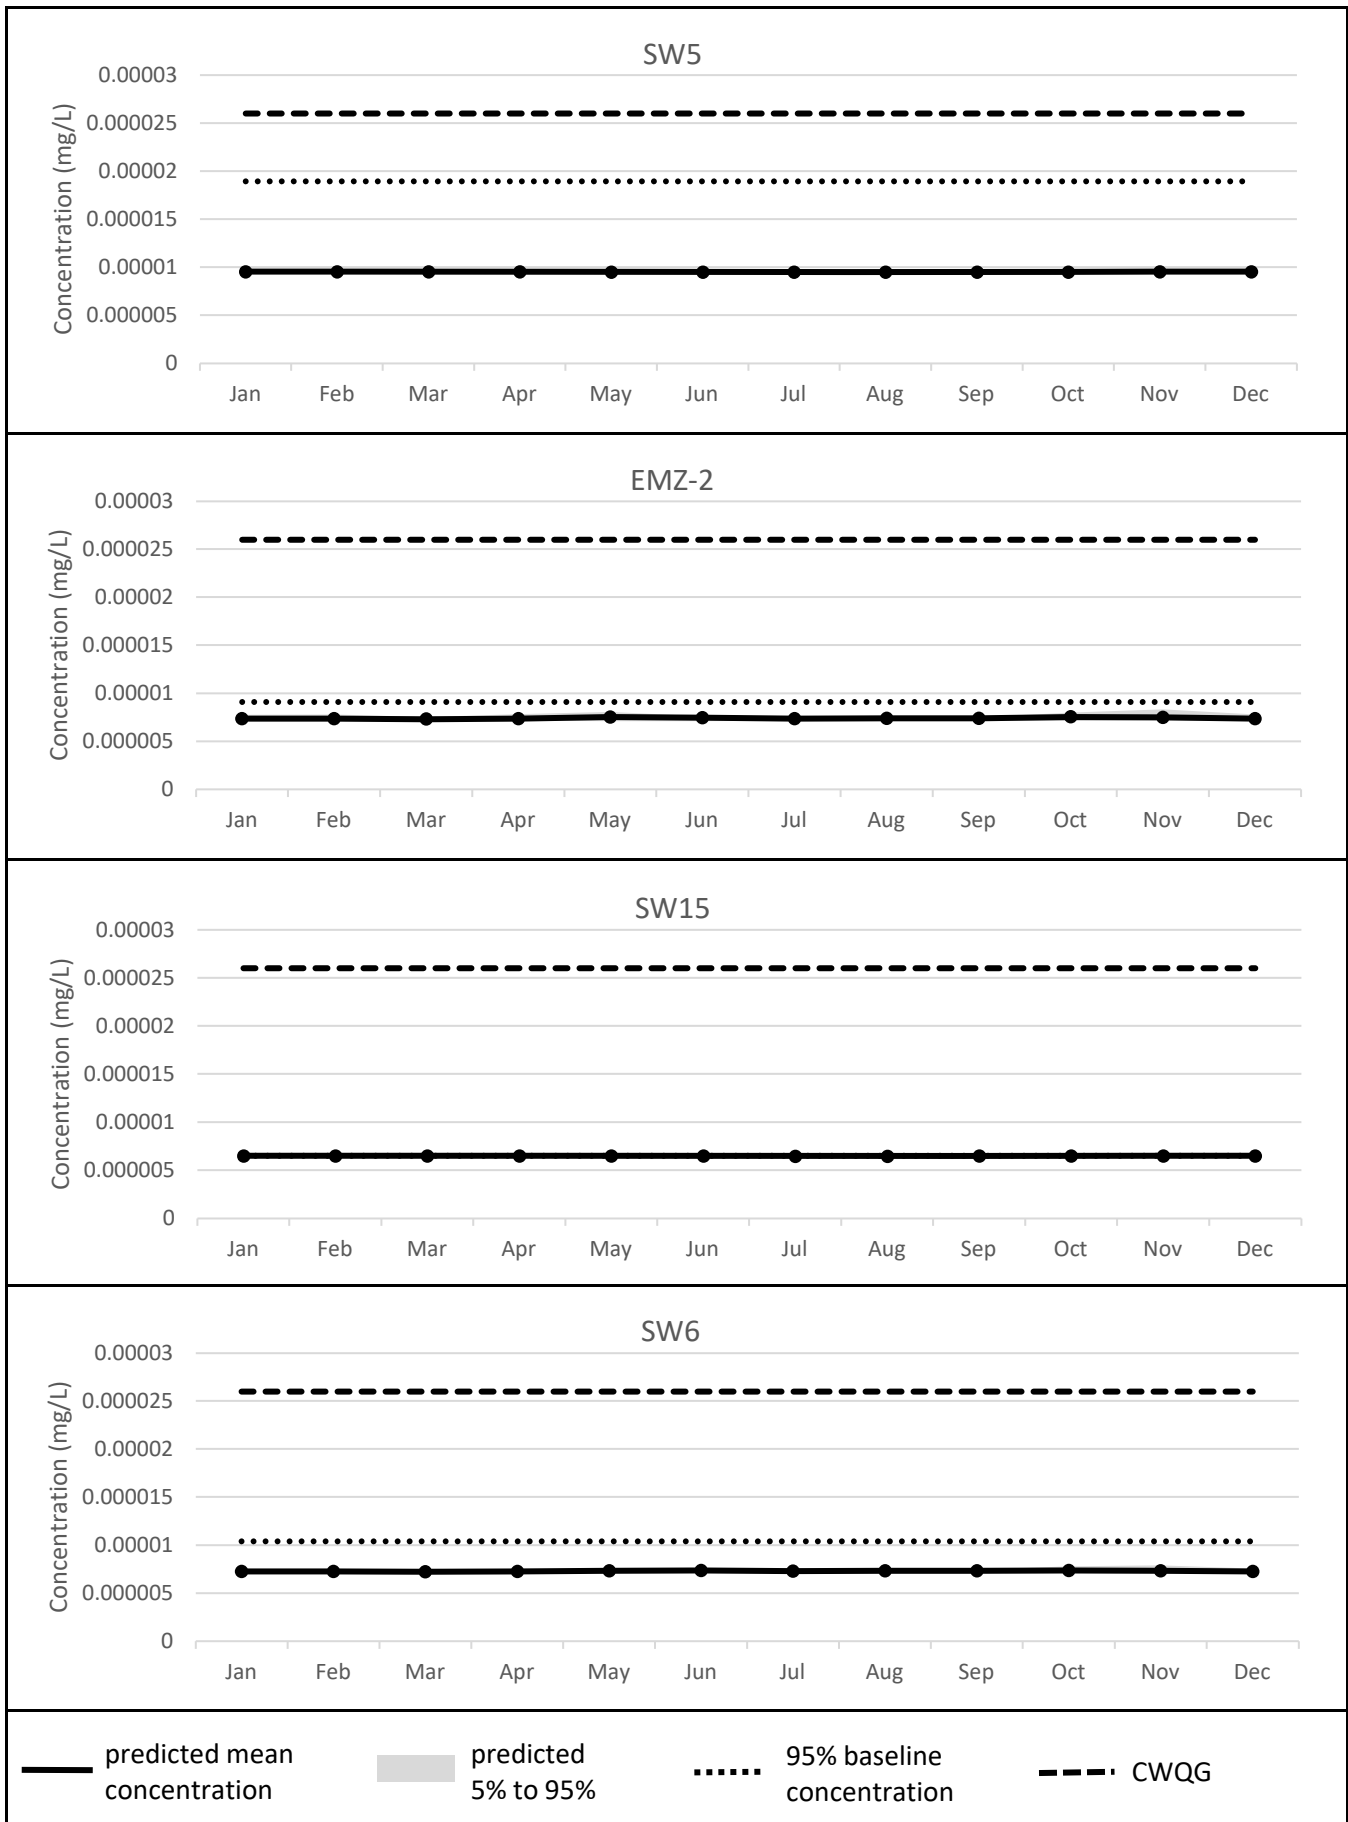 SW5
Concentration (mg/L)
0.00003
0.000025
0.00002
0.000015
0.00001
0.000005
0
Jan Feb Mar Apr May Jun Jul Aug Sep Oct Nov Dec
EMZ-2
Concentration (mg/L)
0.00003
0.000025
0.00002
0.000015
0.00001
0.000005
0
Jan Feb Mar Apr May Jun Jul Aug Sep Oct Nov Dec
SW15
Concentration (mg/L)
0.00003
0.000025
0.00002
0.000015
0.00001
0.000005
0
Jan Feb Mar Apr May Jun Jul Aug Sep Oct Nov Dec
SW6
Concentration (mg/L)
0.00003
0.000025
0.00002
0.000015
0.00001
0.000005
0
Jan Feb Mar Apr May Jun Jul Aug Sep Oct Nov Dec
predicted mean
concentration
predicted
5% to 95%
95% baseline
concentration
CWQG